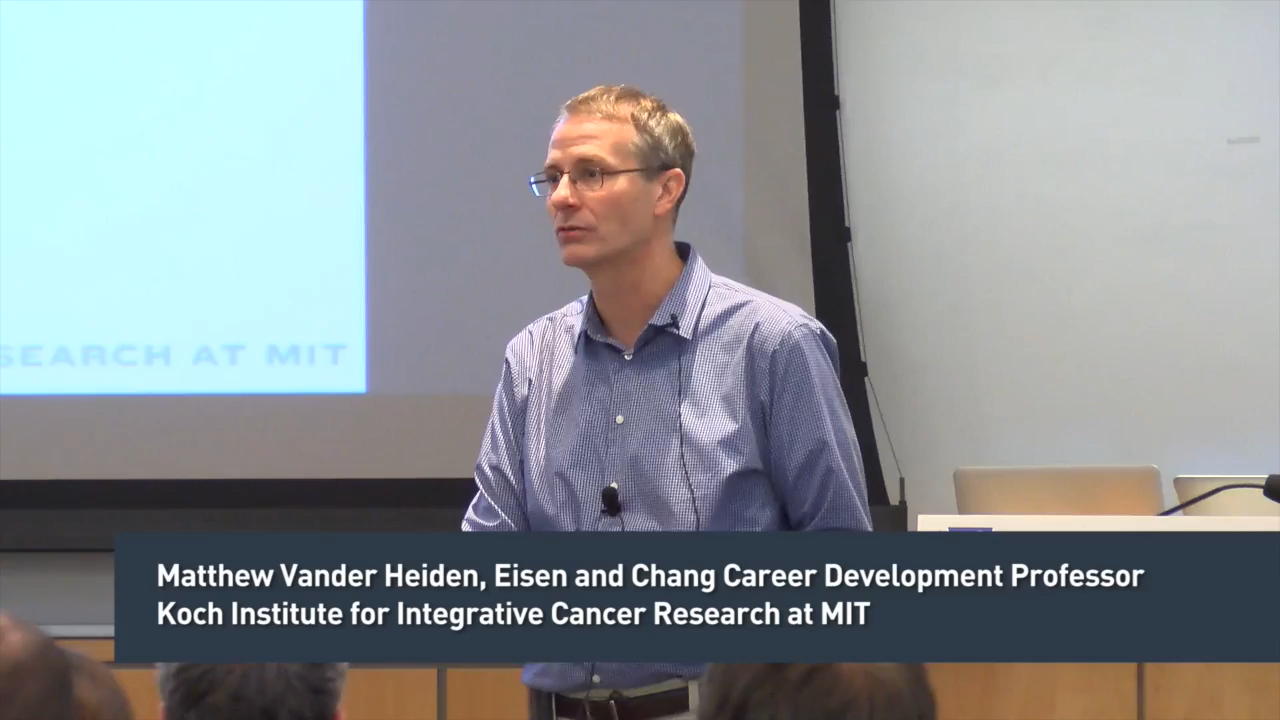 SEARCH AT MIT
Matthew Vander Heiden, Eisen and Chang Career Development Professor
Koch Institute for Integrative Cancer Research at MIT